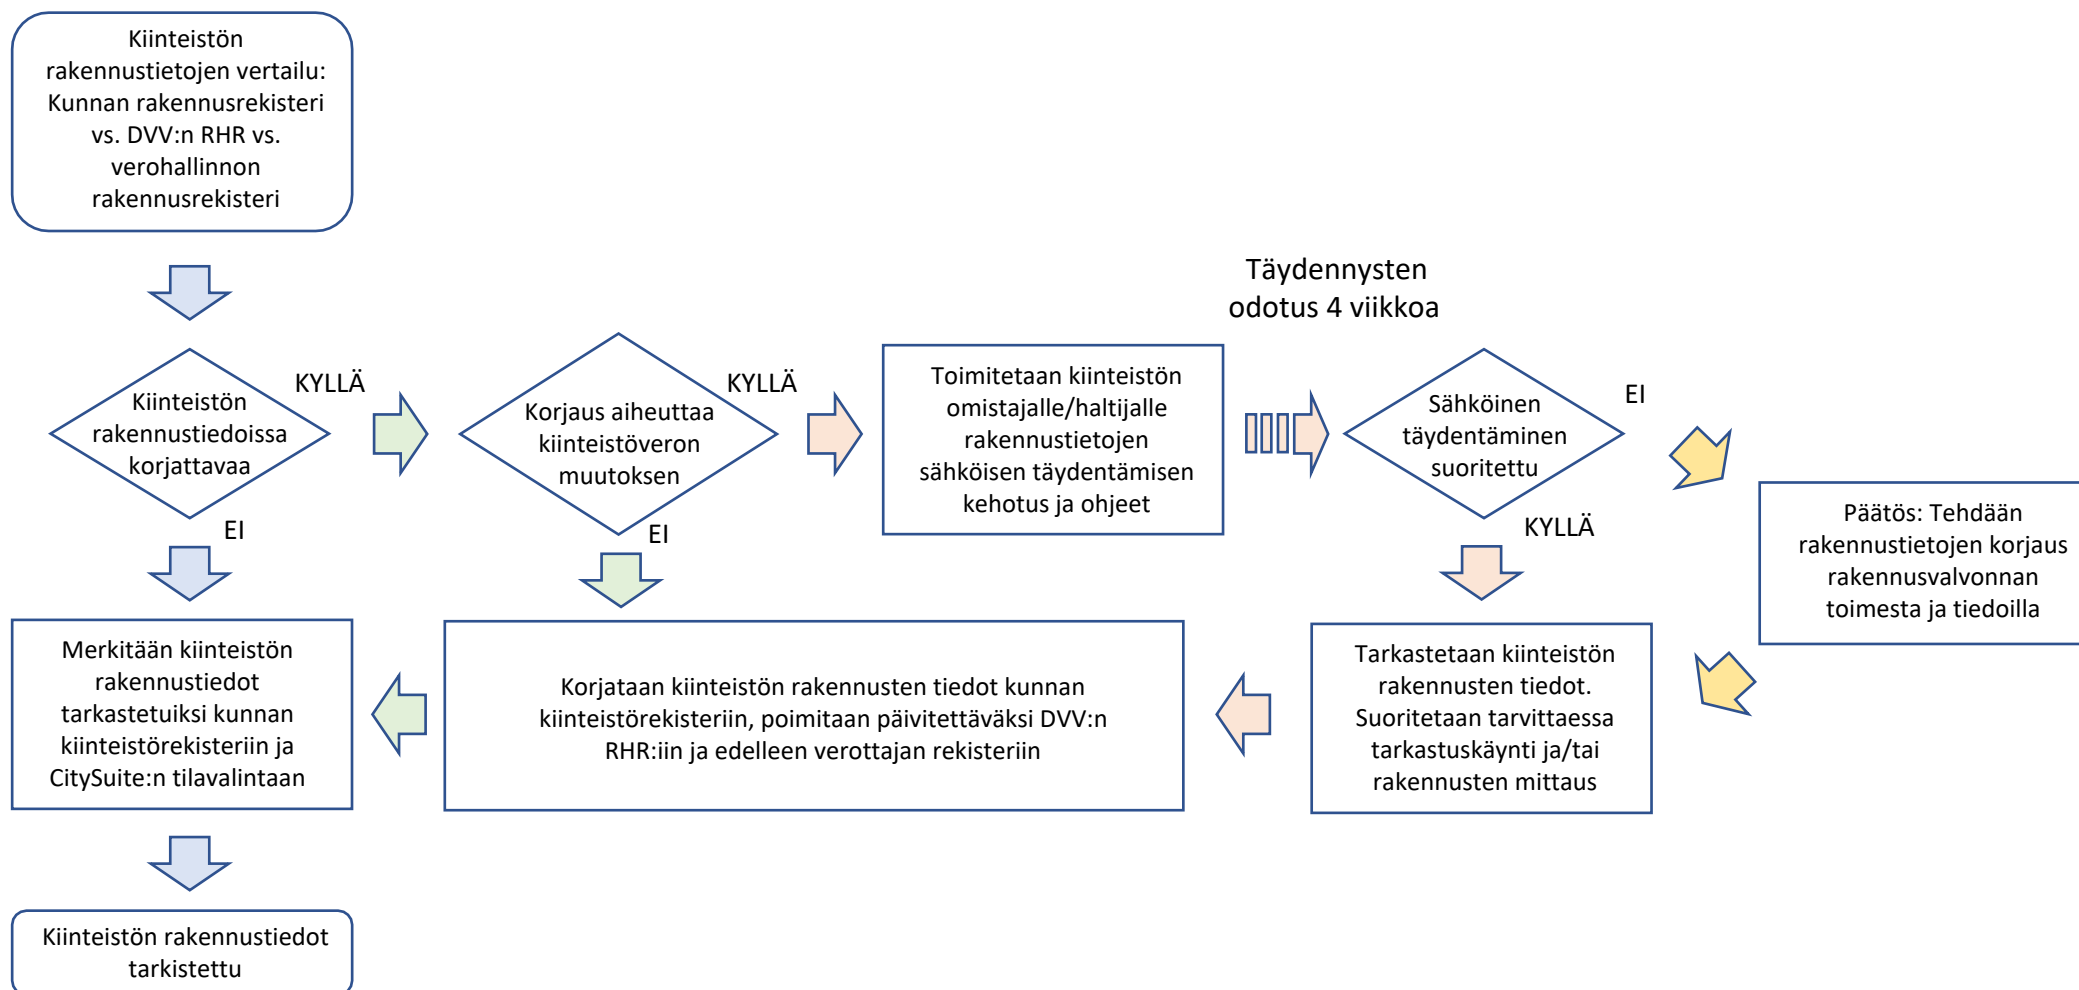 Kiinteistön
rakennustietojen vertailu:
Kunnan rakennusrekisteri
vs. DVV:n RHR vs.
verohallinnon
rakennusrekisteri
Kiinteistön
rakennustiedoissa
korjattavaa
KYLLÄ
EI
Korjaus aiheuttaa
kiinteistöveron
muutoksen
KYLLÄ
EI
Toimitetaan kiinteistön
omistajalle/haltijalle
rakennustietojen
sähköisen täydentämisen
kehotus ja ohjeet
Täydennysten
odotus 4 viikkoa
Sähköinen
täydentäminen
suoritettu
EI
KYLLÄ
Päätös: Tehdään
rakennustietojen korjaus
rakennusvalvonnan
toimesta ja tiedoilla
Tarkastetaan kiinteistön
rakennusten tiedot.
Suoritetaan tarvittaessa
tarkastuskäynti ja/tai
rakennusten mittaus
Korjataan kiinteistön rakennusten tiedot kunnan
kiinteistörekisteriin, poimitaan päivitettäväksi DVV:n
RHR:iin ja edelleen verottajan rekisteriin
Merkitään kiinteistön
rakennustiedot
tarkastetuiksi kunnan
kiinteistörekisteriin ja
CitySuite:n tilavalintaan
Kiinteistön rakennustiedot
tarkistettu